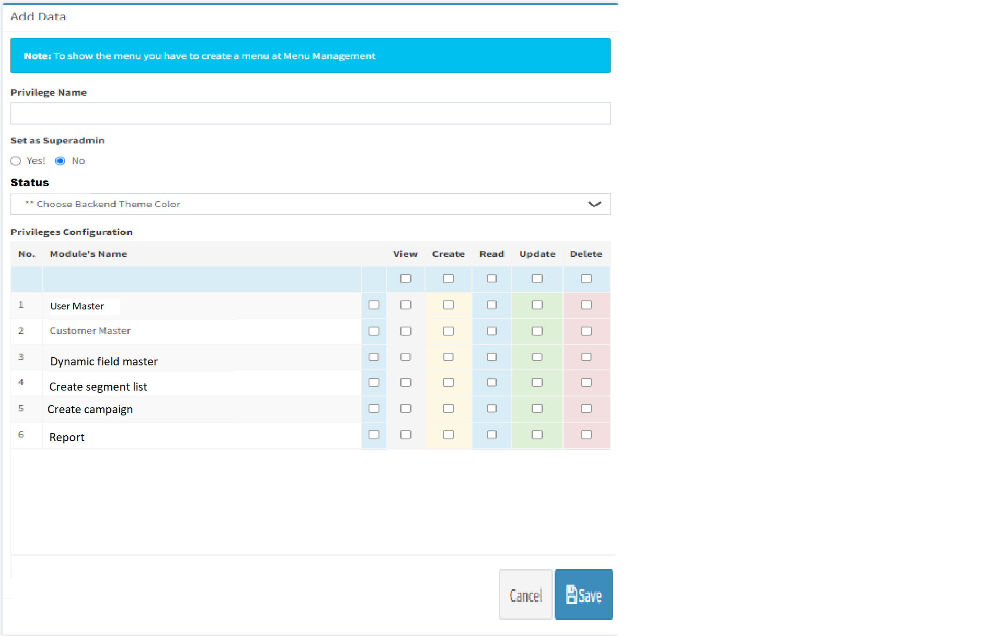 Add Data
Note: To show the menu you have to create a menu at Menu Management
Privilege Name
Set as Superadmin
Yes! No
Status
** Choose Backend Theme Color
Privileges Configuration
No. Module's Name View Create Read Update Delete
1 User Master
2 Customer Master
3 Dynamic field master
4 Create segment list
5 Create campaign
6 Report
Cancel Save